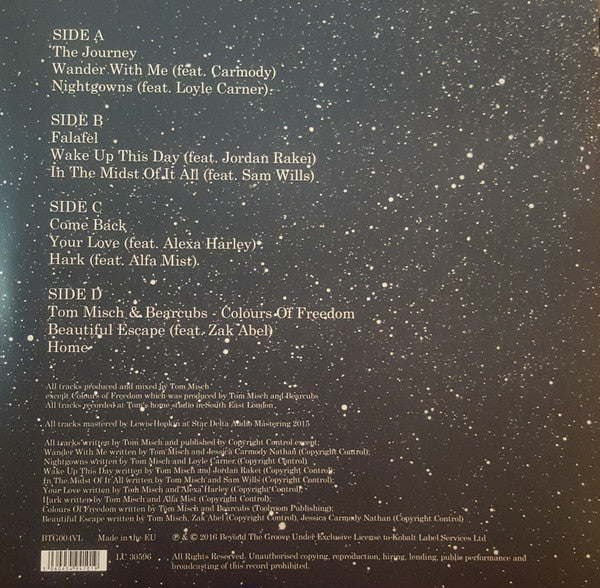 SIDE A
The Journey
Wander With Me (feat. Carmody)
Nightgowns (feat. Loyle Carner)
SIDE B
Falafel
Wake Up This Day (feat. Jordan Rakei)
In The Midst Of It All (feat. Sam Wills)
SIDE C
Come Back
Your Love (feat. Alexa Harley)
Hark (feat. Alfa Mist)
SIDE D
Tom Misch & Bearcubs - Colours Of Freedom
Beautiful Escape (feat. Zak Abel)
Home
All tracks produced and mixed by Tom Misch
except Colours of Freedom which was produced by Tom Misch and Bearcubs
All tracks recorded at Tom's home studio in South East London
All tracks mastered by Lewis Hopkin at Star Delta Audio Mastering 2015
All tracks written by Tom Misch and published by Copyright Control except;
Wander With Me written by Tom Misch and Jessica Carmody Nathan (Copyright Control);
Nightgowns written by Tom Misch and Loyle Carner (Copyright Control)
Wake Up This Day written by Tom Misch and Jordan Rakei (Copyright Control);
In The Midst Of It All written by Tom Misch and Sam Wills (Copyright Control);
Your Love written by Tom Misch and Alexa Harley (Copyright Control);
Hark written by Tom Misch and Alfa Mist (Copyright Control)
Colours Of Freedom written by Tom Misch and Bearcubs (Toolroom Publishing);
Beautiful Escape written by Tom Misch, Zak Abel (Copyright Control), Jessica Carmody Nathan (Copyright Control)
BTG001VL Made in the EU ℗ & © 2016 Beyond The Groove Under Exclusive License to Kobalt Label Services Ltd
LU 30596 All Rights Reserved. Unauthorised copying, reproduction, hiring, lending, public performance and
broadcasting of this record prohibited.